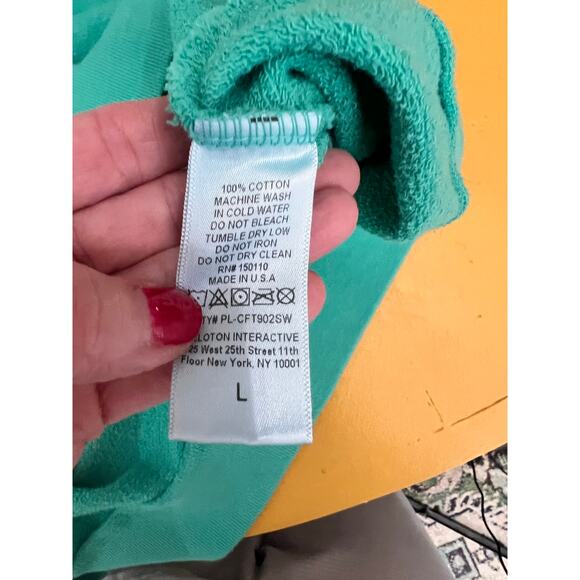 100% COTTON
MACHINE WASH
IN COLD WATER
DO NOT BLEACH
TUMBLE DRY LOW
DO NOT IRON
DO NOT DRY CLEAN
RN# 150110
MADE IN U.S.A
TY# PL-CFT902SW
ELOTON INTERACTIVE
25 West 25th Street 11th
Floor New York, NY 10001
L